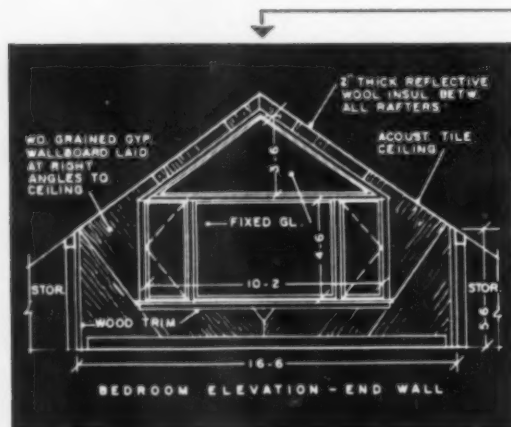 2" THICK REFLECTIVE
WOOL INSUL BETW.
ALL RAFTERS
WD. GRAINED GYP.
WALLBOARD LAID
AT RIGHT
ANGLES TO
CEILING
ACOUST. TILE
CEILING
3-6
FIXED GL.
4-6
10-2
STOR.
STOR.
5-6
WOOD TRIM
16-6
BEDROOM ELEVATION - END WALL